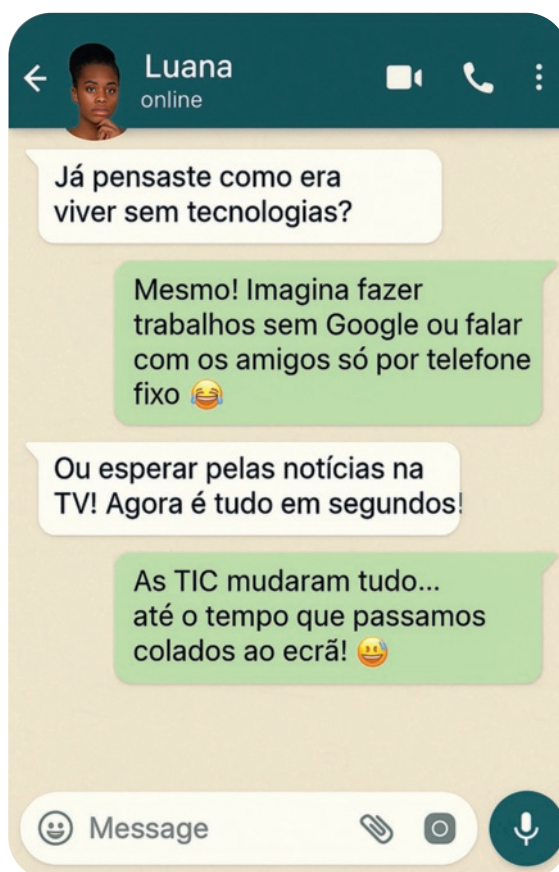 Luana
online
Já pensaste como era
viver sem tecnologias?
Mesmo! Imagina fazer
trabalhos sem Google ou falar
com os amigos só por telefone
fixo 😂
Ou esperar pelas notícias na
TV! Agora é tudo em segundos!
As TIC mudaram tudo...
até o tempo que passamos
colados ao ecrã! 😅
Message